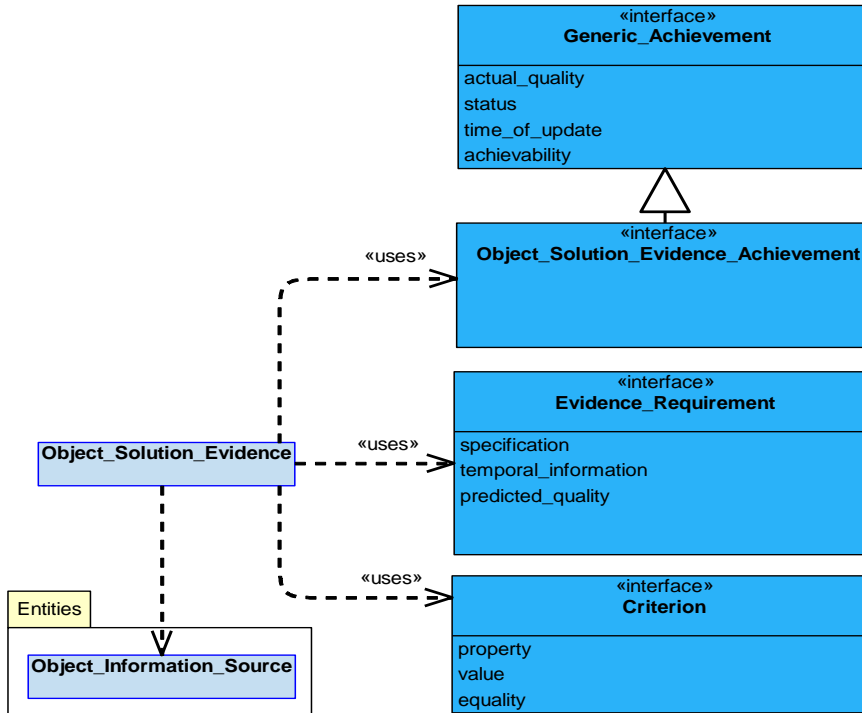 «interface»
Generic_Achievement
actual_quality
status
time_of_update
achievability
«interface»
Object_Solution_Evidence_Achievement
«uses»
«interface»
Evidence_Requirement
specification
temporal_information
predicted_quality
«uses»
Object_Solution_Evidence
«interface»
Criterion
property
value
equality
«uses»
Entities
Object_Information_Source